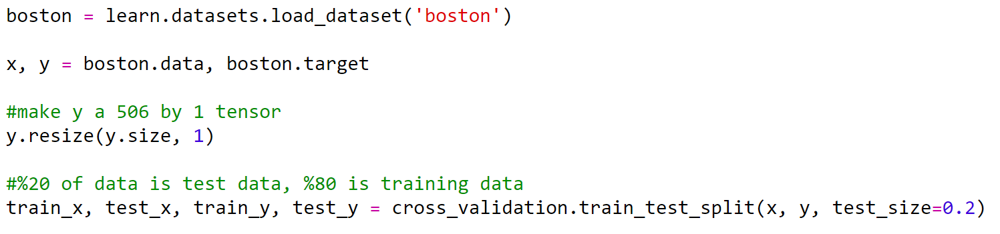 boston = learn.datasets.load_dataset('boston')
x, y = boston.data, boston.target
#make y a 506 by 1 tensor
y.resize(y.size, 1)
#%20 of data is test data, %80 is training data
train_x, test_x, train_y, test_y = cross_validation.train_test_split(x, y, test_size=0.2)